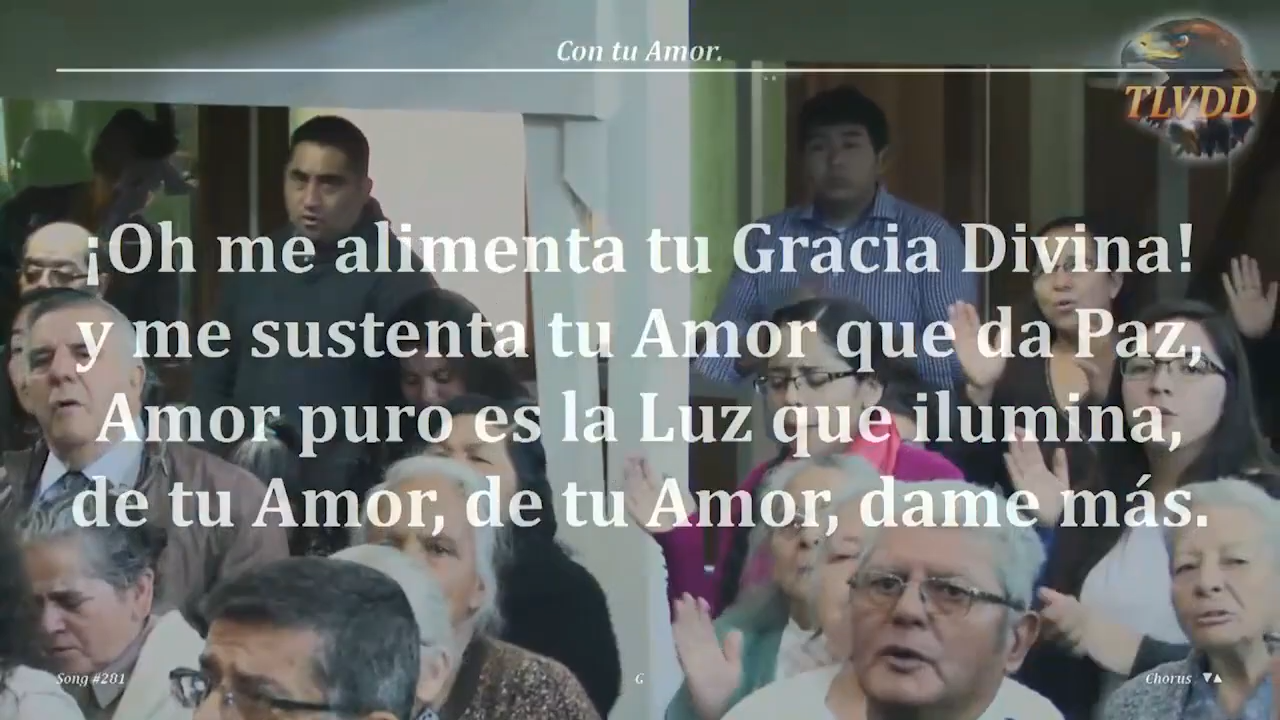 Con tu Amor.
TLVDD
¡Oh me alimenta tu Gracia Divina!
y me sustenta tu Amor que da Paz,
Amor puro es la Luz que ilumina,
de tu Amor, de tu Amor, dame más.
Song #281
G
Chorus ▼▲